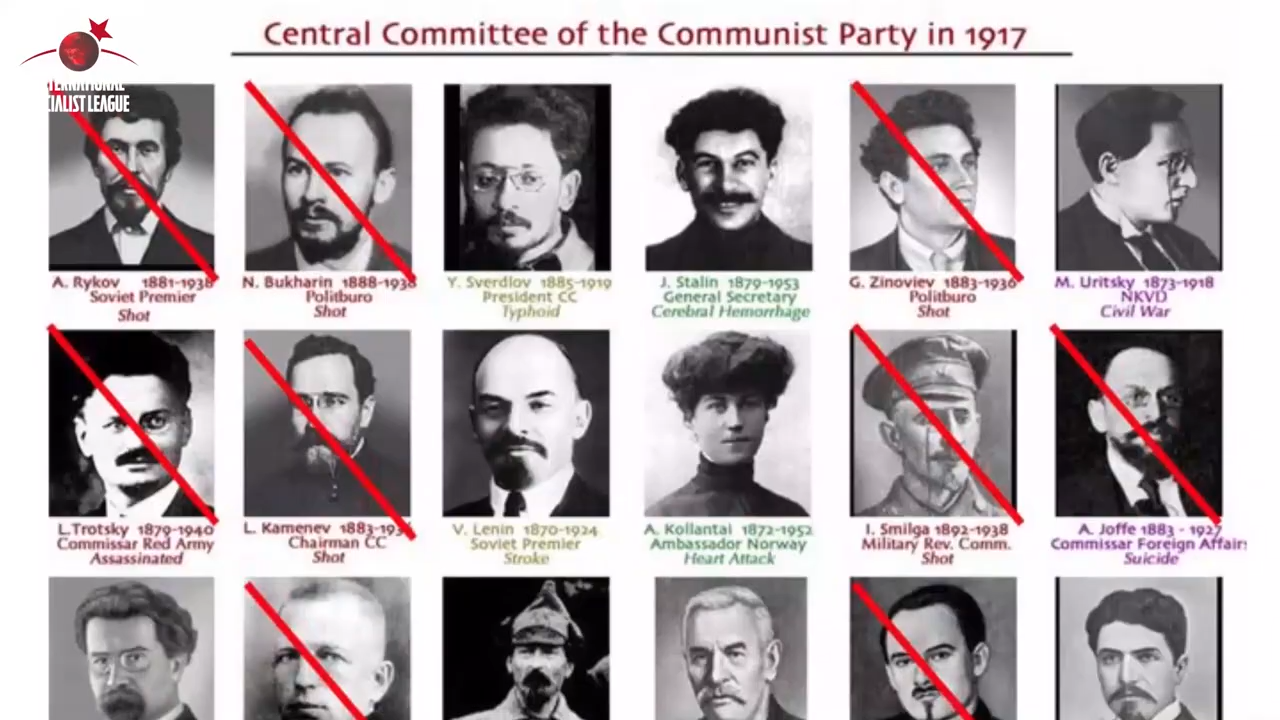 Central Committee of the Communist Party in 1917
CIALIST LEAGUE
A. Rykov 1881-1938
Soviet Premier
Shot
N. Bukharin 1888-1938
Politburo
Shot
Y. Sverdlov 1885-1919
President CC
Typhoid
J. Stalin 1879-1953
General Secretary
Cerebral Hemorrhage
G. Zinoviev 1883-1936
Politburo
Shot
M. Uritsky 1873-1918
NKVD
Civil War
L.Trotsky 1879-1940
Commissar Red Army
Assassinated
L. Kamenev 1883-
Chairman CC
Shot
V. Lenin 1870-1924
Soviet Premier
Stroke
A. Kollantai 1872-1952
Ambassador Norway
Heart Attack
I. Smilga 1892-1938
Military Rev. Comm.
Shot
A. Joffe 1883 - 1927
Commissar Foreign Affairs
Suicide